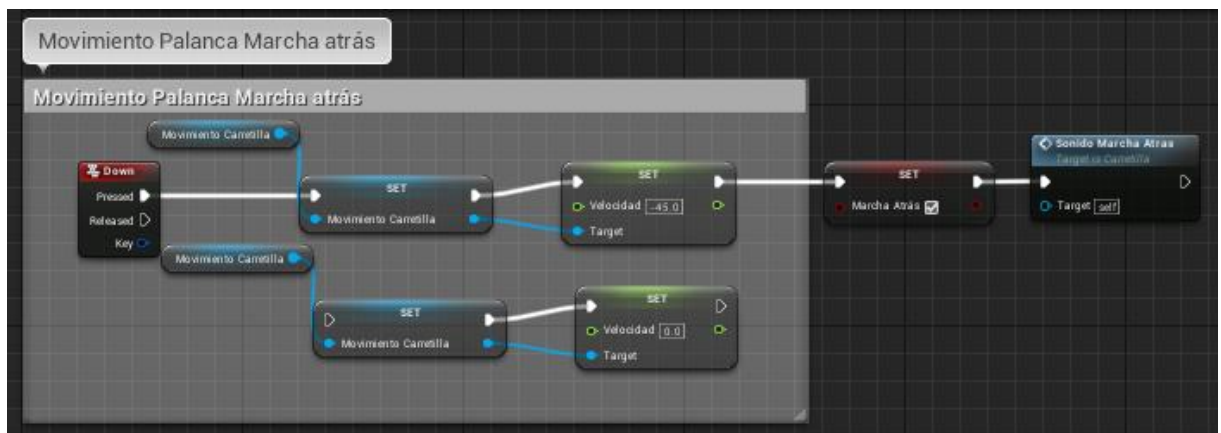 Movimiento Palanca Marcha atrás
Movimiento Palanca Marcha atrás
Movimiento Carretilla
Down
Pressed
Released
Key
SET
Movimiento Carretilla
SET
Velocidad -45.0
Target
SET
Marcha Atrás
Sonido Marcha Atras
Target is Carretilla
Target self
Movimiento Carretilla
SET
Movimiento Carretilla
SET
Velocidad 0.0
Target